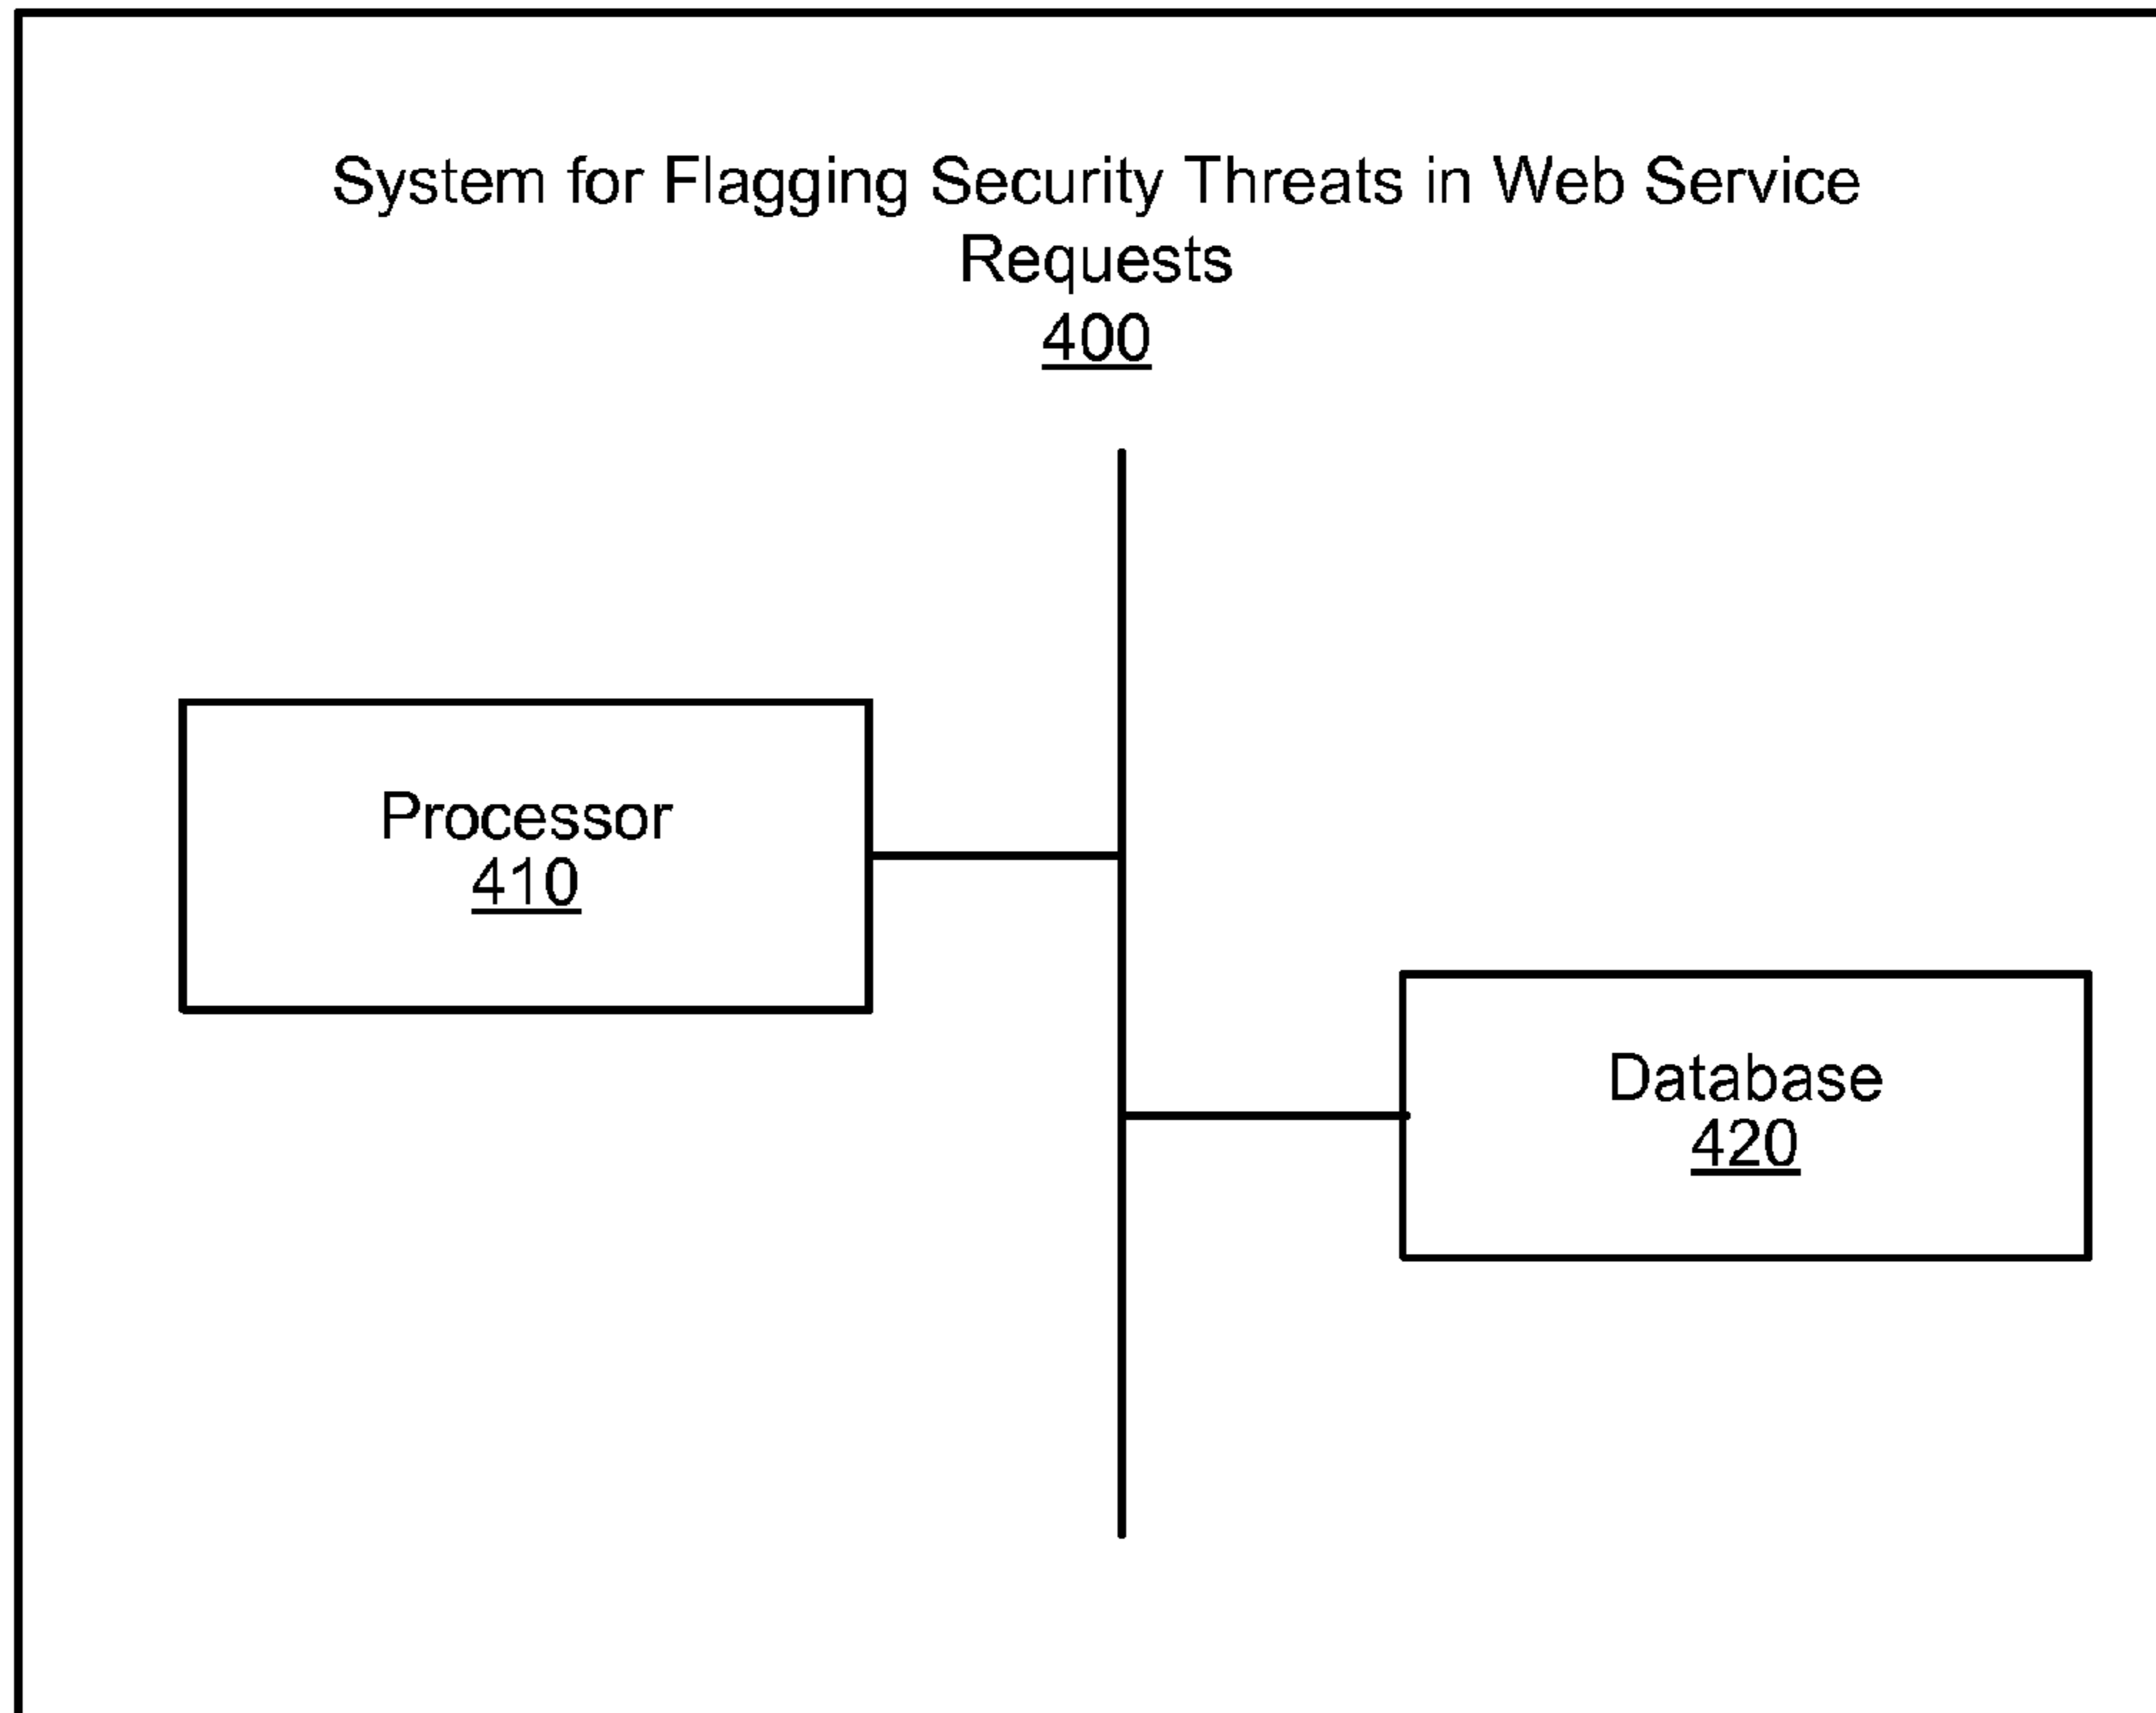 System for Flagging Security Threats in Web Service
Requests
400
Processor
410
Database
420